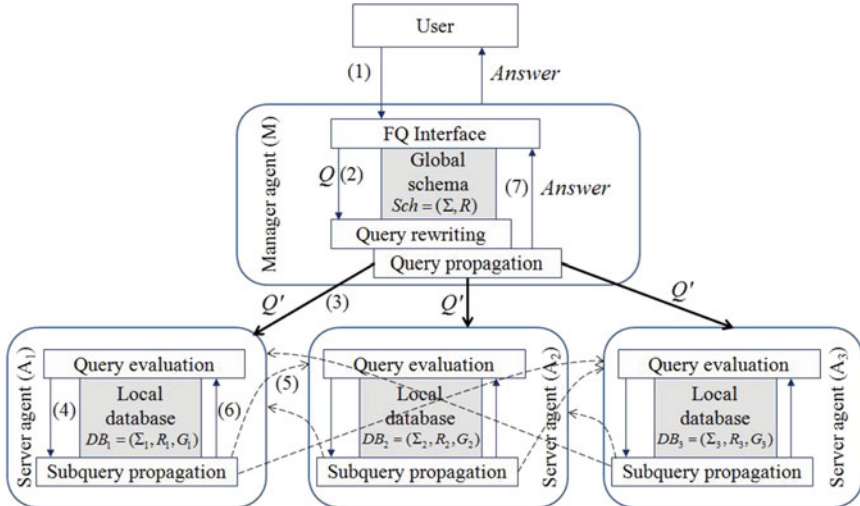 User
(1)
Answer
Manager agent (M)
FQ Interface
Q (2)
Global
schema
Sch = (Σ, R)
(7)
Answer
Query rewriting
Query propagation
Q'
(3)
Q'
Q'
Server agent (A₁)
Query evaluation
(4)
Local
database
DB₁ = (Σ₁, R₁, G₁)
(6)
(5)
Subquery propagation
Query evaluation
Local
database
DB₂ = (Σ₂, R₂, G₂)
Subquery propagation
Server agent (A₂)
Query evaluation
Local
database
DB₃ = (Σ₃, R₃, G₃)
Subquery propagation
Server agent (A₃)